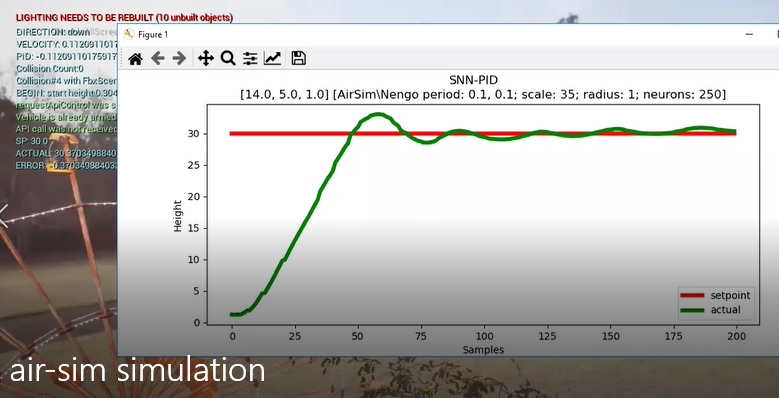 LIGHTING NEEDS TO BE REBUILT (10 unbuilt objects)
Figure 1
DIRECTION: down
VELOCITY: 0.1120911017
PID: -0.11209110175917
Collision Count:0
Collision#4 with FbxScen
BEGIN: start height 0.304
requestApiControl was s
Vehicle is already armed
API call was not received
SP: 30.0
ACTUAL: 30.3703498840
ERROR: -0.37034988403
SNN-PID
[14.0, 5.0, 1.0] [AirSim\Nengo period: 0.1, 0.1; scale: 35; radius: 1; neurons: 250]
30
25
20
15
10
5
0
Height
0 25 50 75 100 125 150 175 200
Samples
setpoint
actual
air-sim simulation